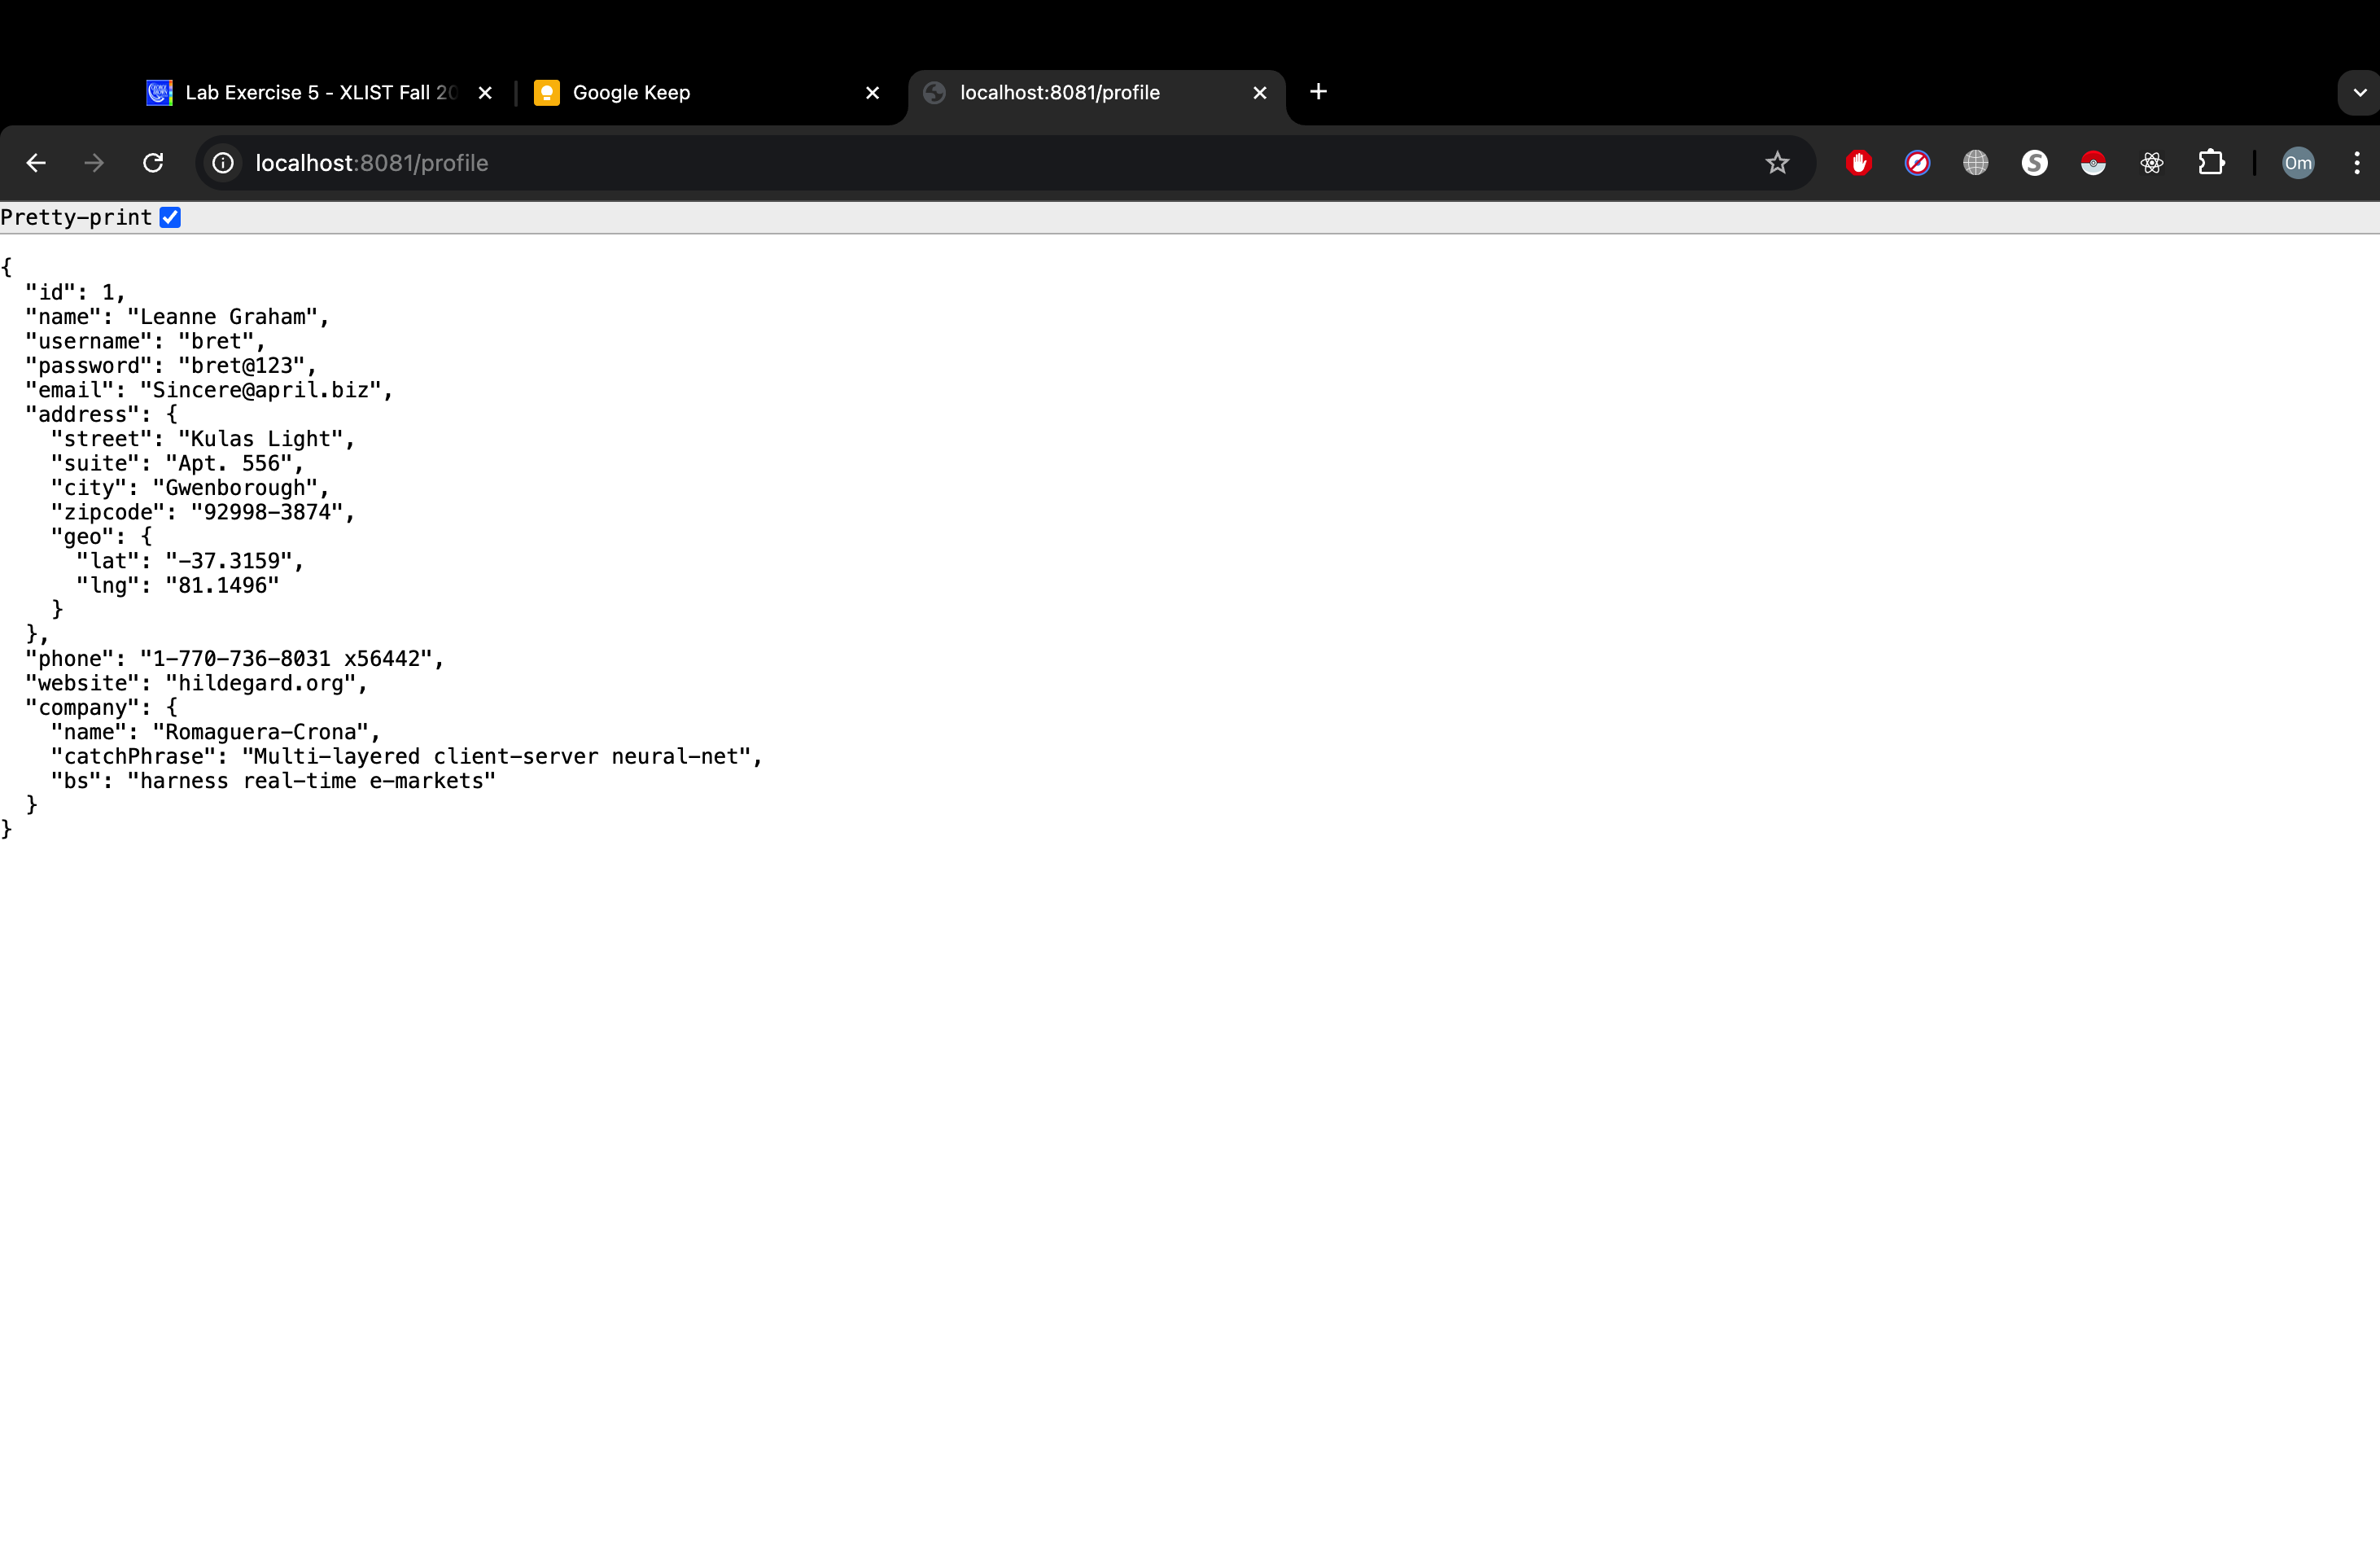 Lab Exercise 5 - XLIST Fall 20
Google Keep
localhost:8081/profile
localhost:8081/profile
Om
Pretty-print
{
  "id": 1,
  "name": "Leanne Graham",
  "username": "bret",
  "password": "bret@123",
  "email": "Sincere@april.biz",
  "address": {
    "street": "Kulas Light",
    "suite": "Apt. 556",
    "city": "Gwenborough",
    "zipcode": "92998-3874",
    "geo": {
      "lat": "-37.3159",
      "lng": "81.1496"
    }
  },
  "phone": "1-770-736-8031 x56442",
  "website": "hildegard.org",
  "company": {
    "name": "Romaguera-Crona",
    "catchPhrase": "Multi-layered client-server neural-net",
    "bs": "harness real-time e-markets"
  }
}